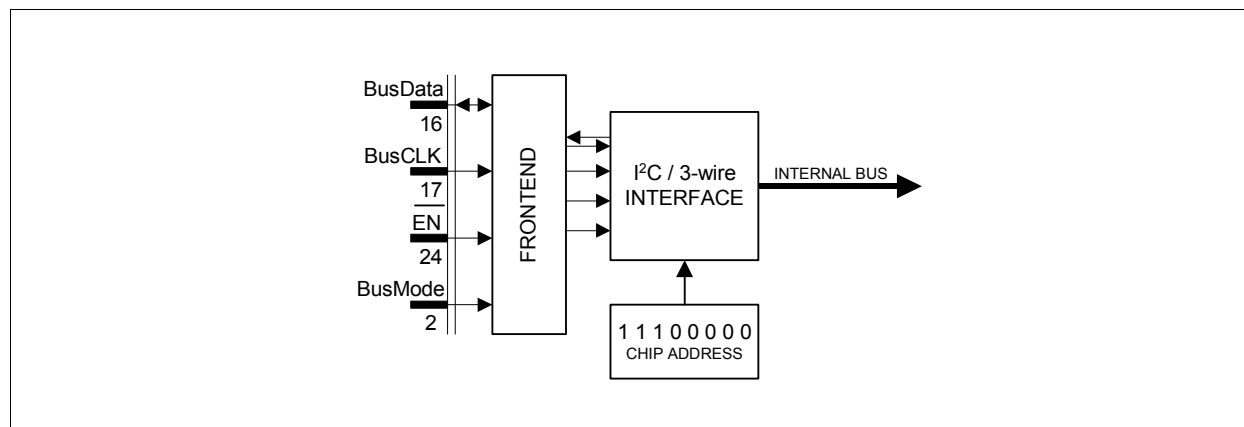 BusData
16
BusCLK
17
EN
24
BusMode
2
FRONTEND
I²C / 3-wire
INTERFACE
INTERNAL BUS
1 1 1 0 0 0 0 0
CHIP ADDRESS